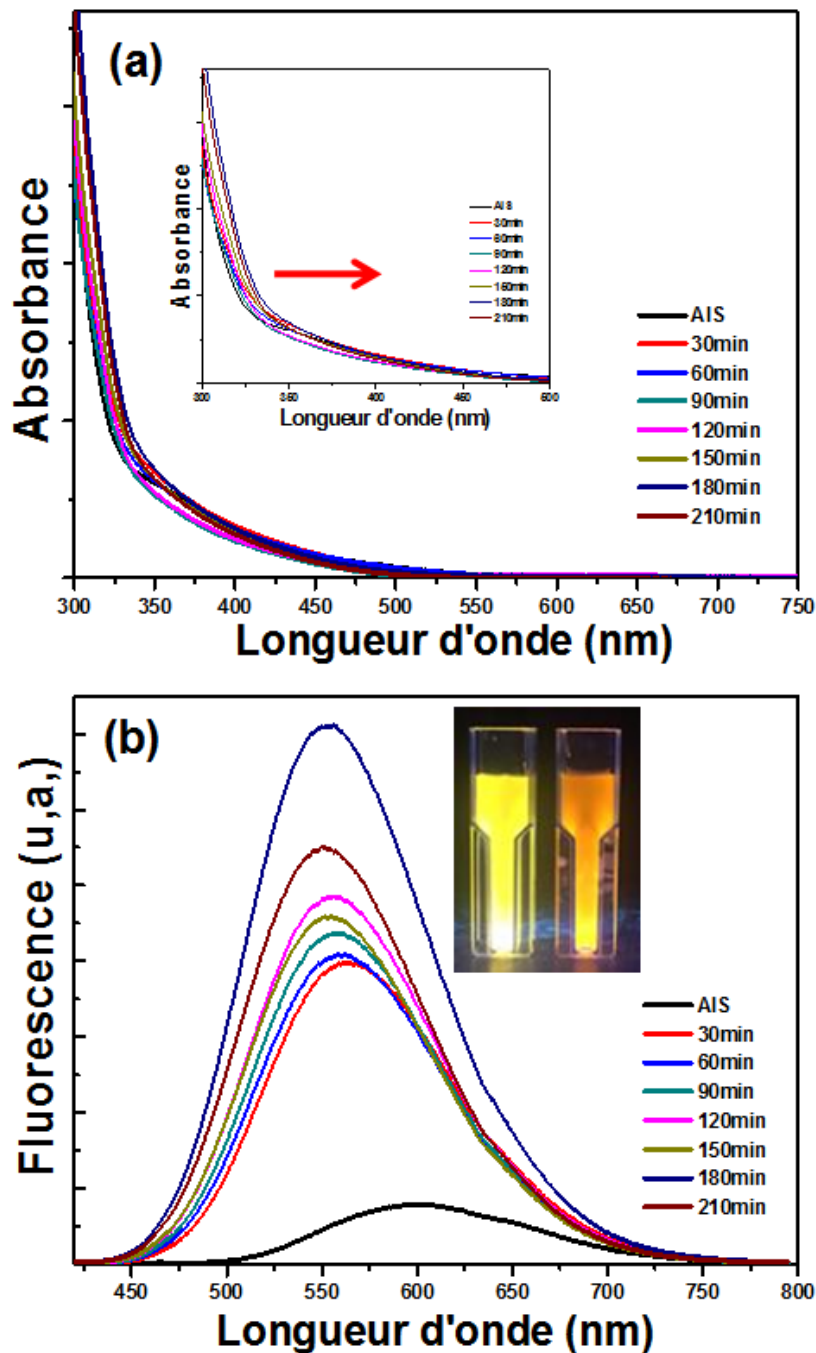 (a)
Absorbance
Absorbance
AIS
30min
60min
90min
120min
150min
180min
210min
300 350 400 450 500
Longueur d'onde (nm)
AIS
30min
60min
90min
120min
150min
180min
210min
300 350 400 450 500 550 600 650 700 750
Longueur d'onde (nm)
(b)
Fluorescence (u,a,)
AIS
30min
60min
90min
120min
150min
180min
210min
450 500 550 600 650 700 750 800
Longueur d'onde (nm)